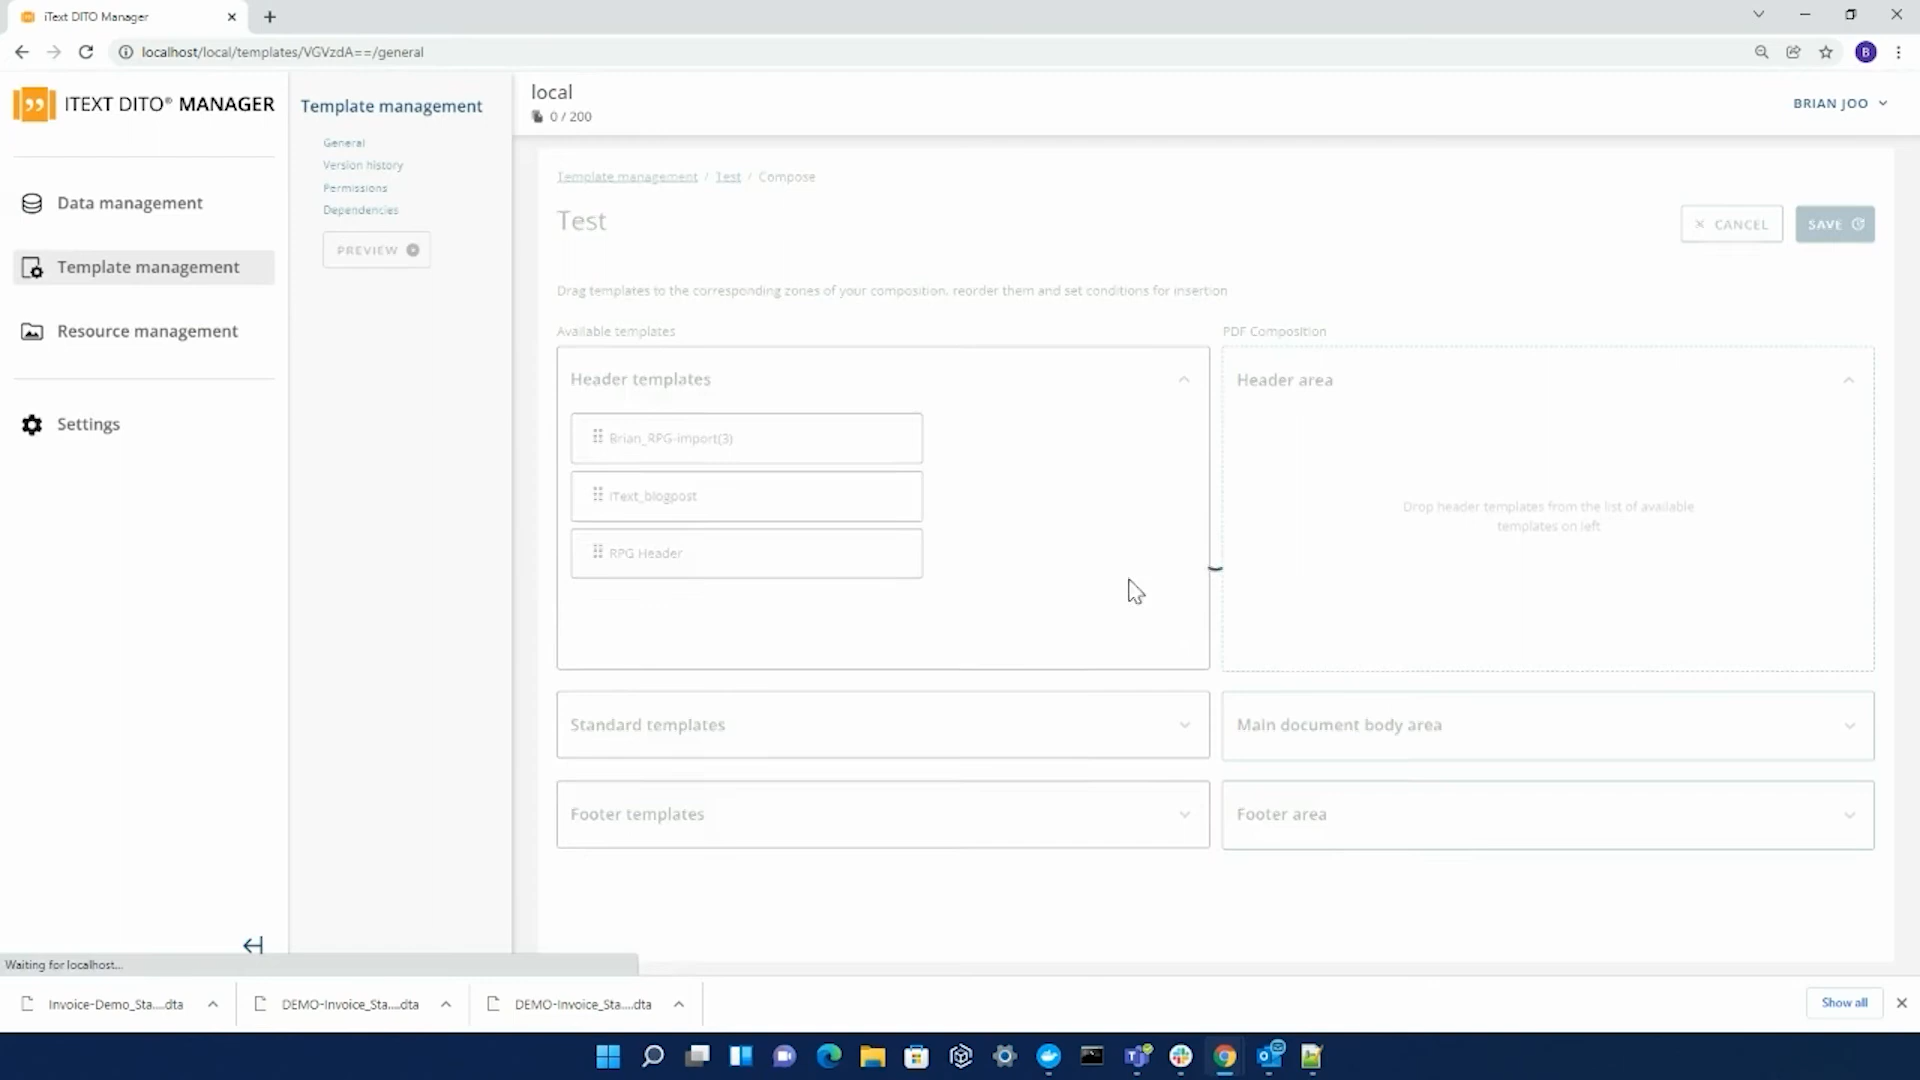 iText DITO Manager
localhost/local/templates/VGVzdA==/general
B
ITEXT DITO® MANAGER
Data management
Template management
Resource management
Settings
Template management
General
Version history
Permissions
Dependencies
PREVIEW
local
0 / 200
BRIAN JOO
Template management / Test / Compose
Test
CANCEL
SAVE
Drag templates to the corresponding zones of your composition, reorder them and set conditions for insertion
Available templates
PDF Composition
Header templates
Brian_RPG-import(3)
iText_blogpost
RPG Header
Header area
Drop header templates from the list of available
templates on left
Standard templates
Main document body area
Footer templates
Footer area
Waiting for localhost...
Invoice-Demo_Sta....dta
DEMO-Invoice_Sta....dta
DEMO-Invoice_Sta....dta
Show all